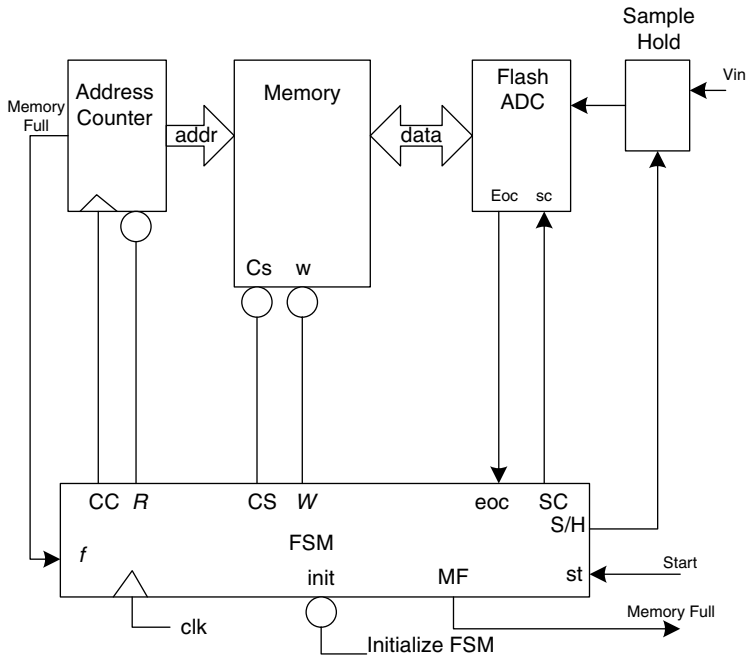 Sample
Hold
Vin
Address
Counter
Memory
Full
addr
Memory
data
Flash
ADC
Eoc sc
Cs w
CC R CS W eoc SC
S/H
f
FSM
init
MF
st
Start
clk
Initialize FSM
Memory Full